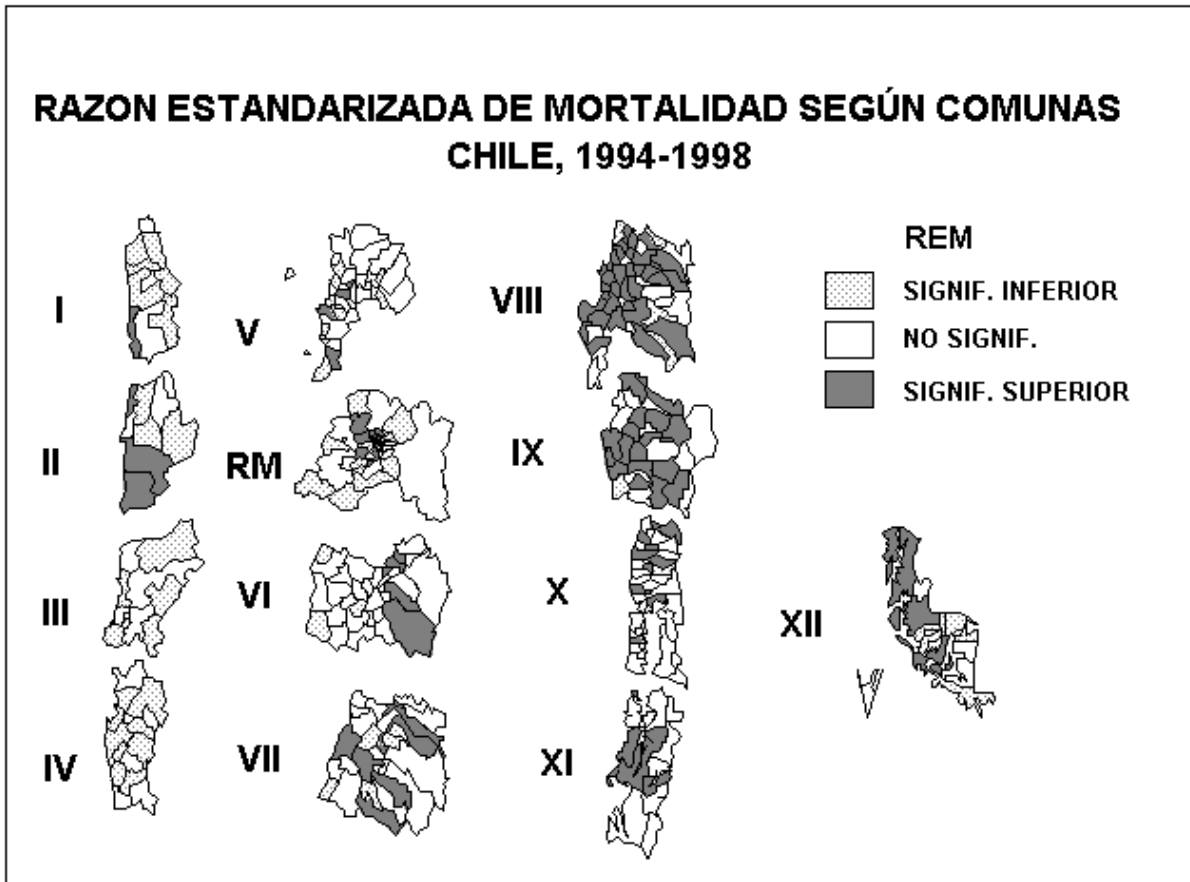 RAZON ESTANDARIZADA DE MORTALIDAD SEGÚN COMUNAS
CHILE, 1994-1998
I
II
III
IV
V
RM
VI
VII
VIII
IX
X
XI
XII
REM
SIGNIF. INFERIOR
NO SIGNIF.
SIGNIF. SUPERIOR